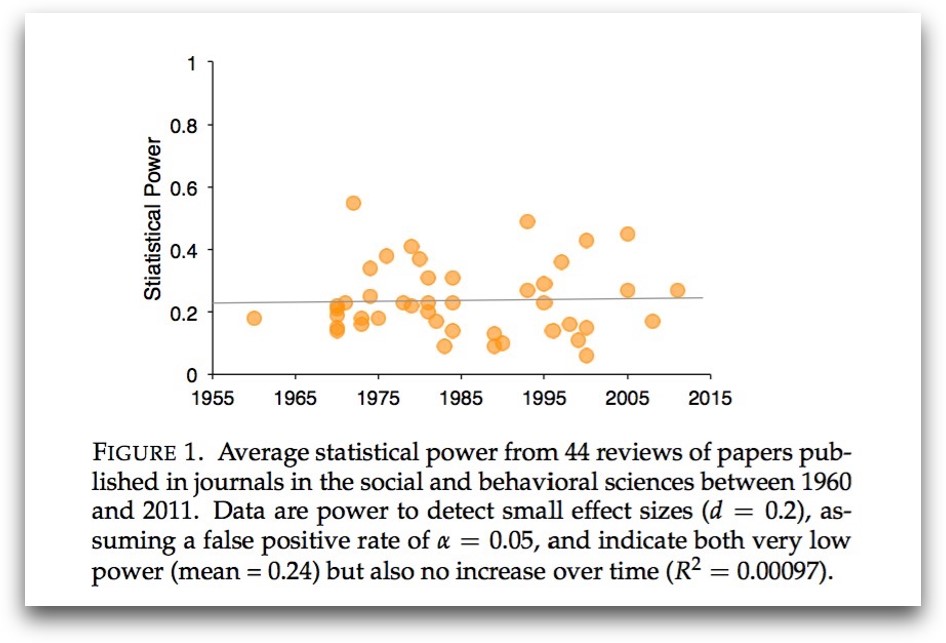 1
0.8
0.6
0.4
0.2
0
Stiatistical Power
1955 1965 1975 1985 1995 2005 2015
FIGURE 1. Average statistical power from 44 reviews of papers pub-
lished in journals in the social and behavioral sciences between 1960
and 2011. Data are power to detect small effect sizes (d = 0.2), as-
suming a false positive rate of α = 0.05, and indicate both very low
power (mean = 0.24) but also no increase over time (R² = 0.00097).